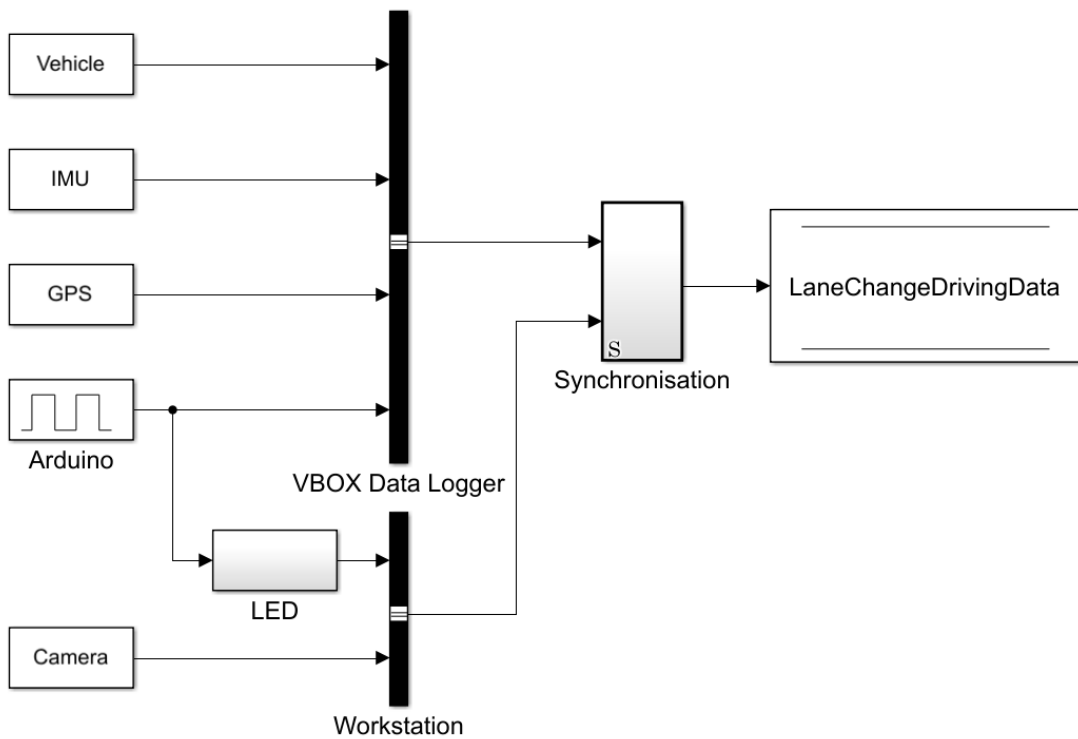 Vehicle
IMU
GPS
Arduino
VBOX Data Logger
LED
Camera
Workstation
S
Synchronisation
LaneChangeDrivingData